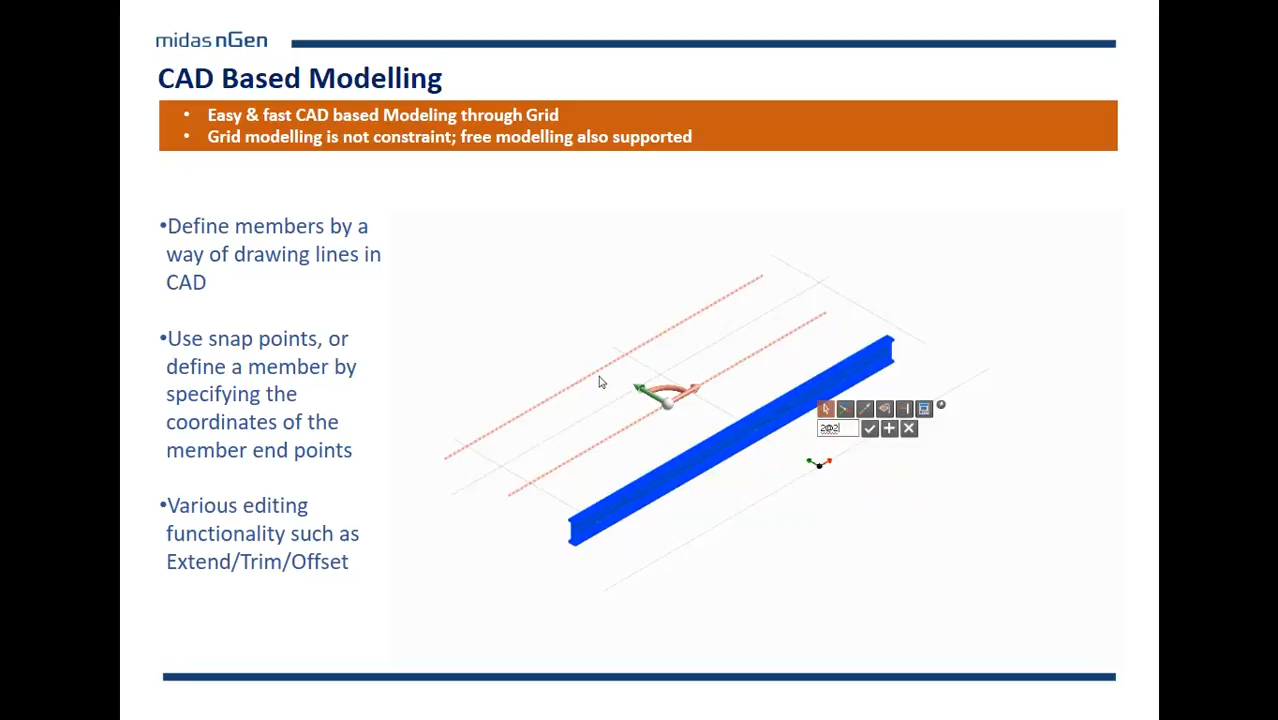 midas nGen
CAD Based Modelling
• Easy & fast CAD based Modeling through Grid
• Grid modelling is not constraint; free modelling also supported
•Define members by a
way of drawing lines in
CAD
•Use snap points, or
define a member by
specifying the
coordinates of the
member end points
•Various editing
functionality such as
Extend/Trim/Offset
2@2